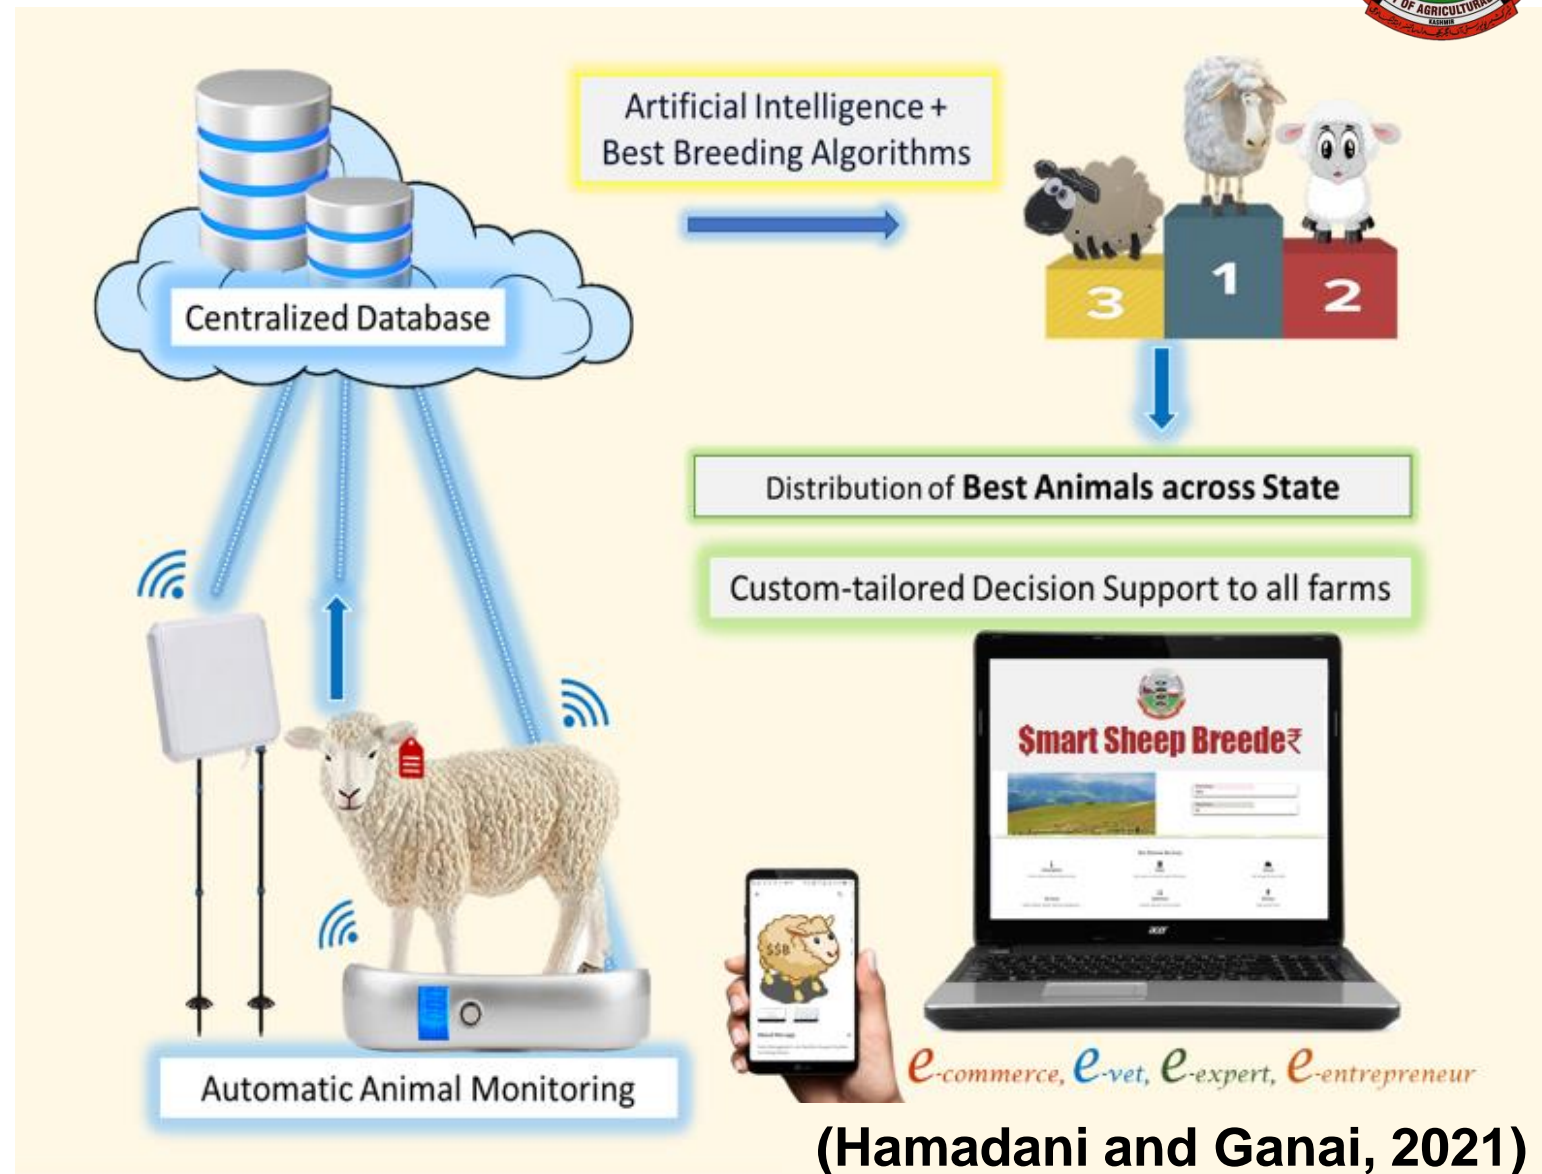 OF AGRICULTURAL
KASHMIR
Artificial Intelligence +
Best Breeding Algorithms
Centralized Database
3
1
2
Distribution of Best Animals across State
Custom-tailored Decision Support to all farms
$mart Sheep Breede₹
$$B
acer
Automatic Animal Monitoring
e-commerce, e-vet, e-expert, e-entrepreneur
(Hamadani and Ganai, 2021)